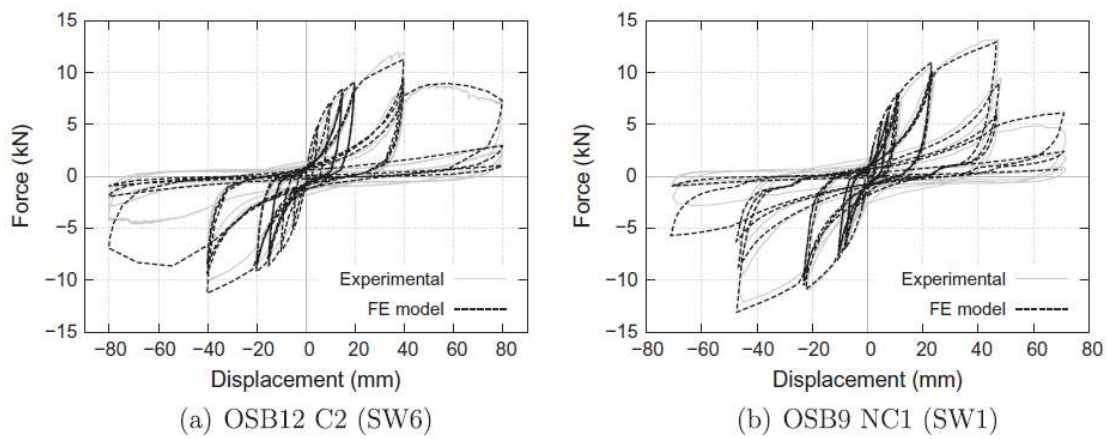 15
10
5
0
−5
−10
−15
Force (kN)
Experimental
FE model
−80 −60 −40 −20 0 20 40 60 80
Displacement (mm)
(a) OSB12 C2 (SW6)
15
10
5
0
−5
−10
−15
Force (kN)
Experimental
FE model
−80 −60 −40 −20 0 20 40 60 80
Displacement (mm)
(b) OSB9 NC1 (SW1)